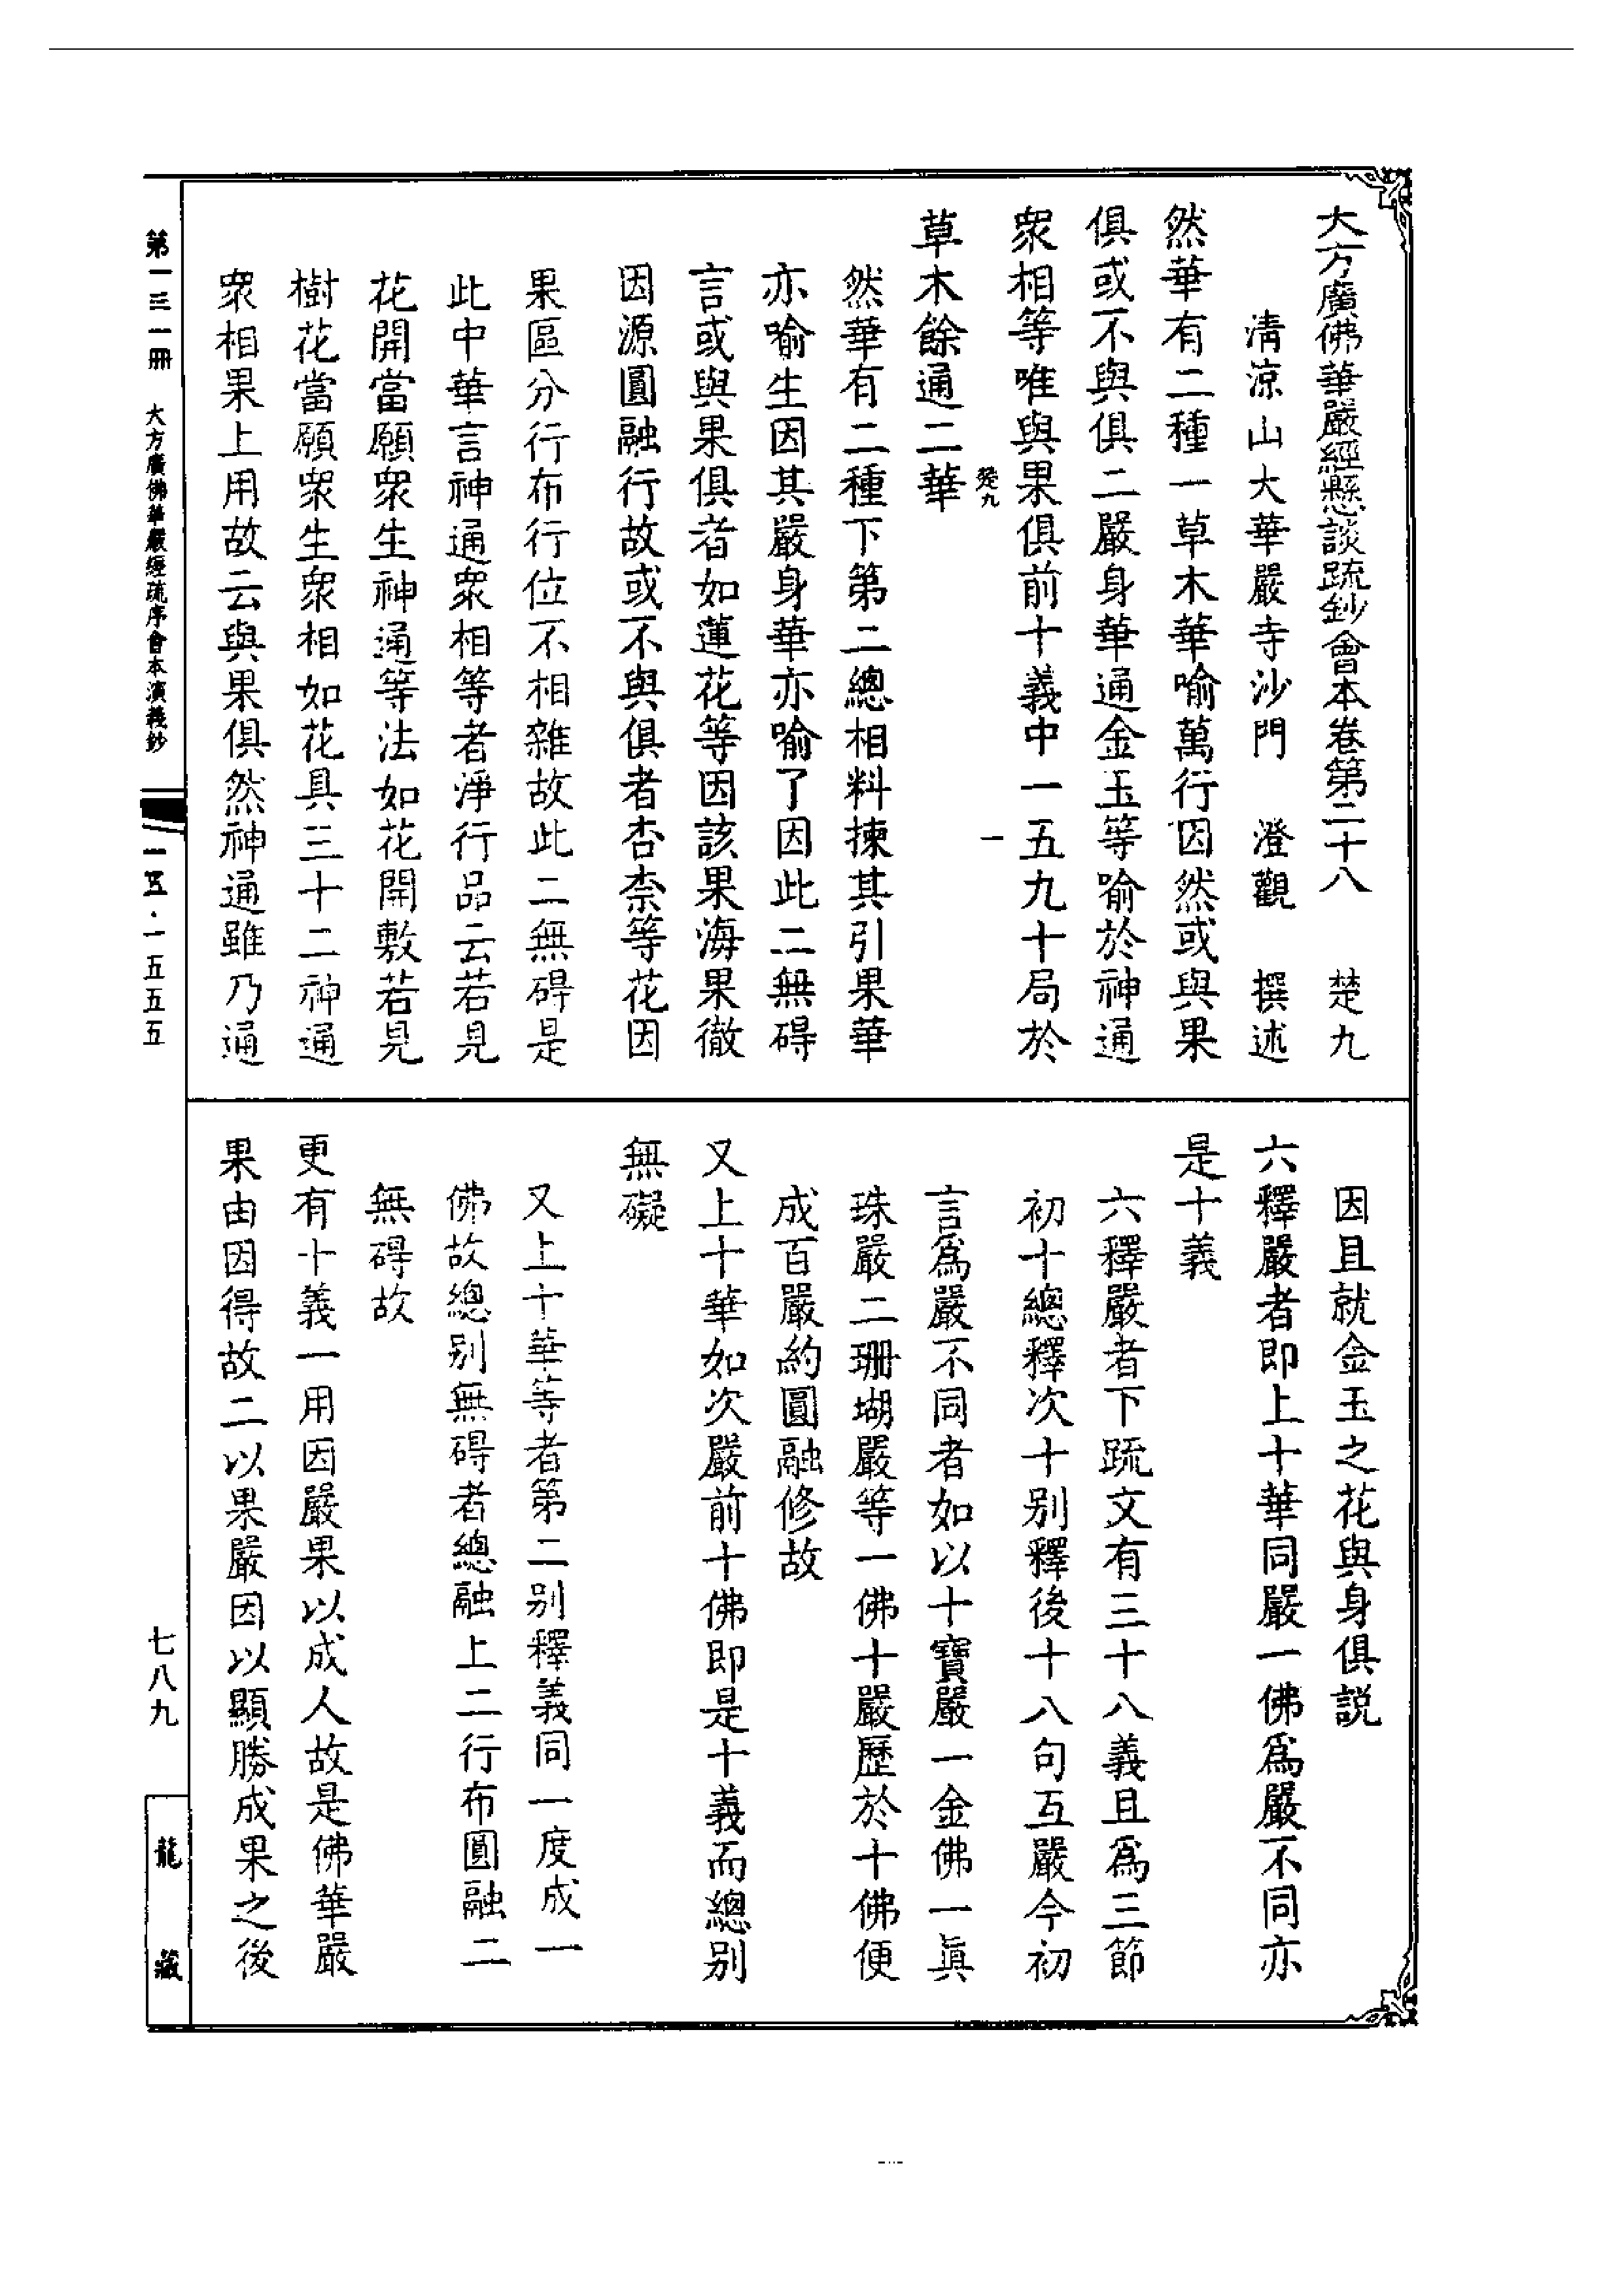 大方廣佛華嚴經懸談疏鈔會本卷第二十八　楚九
清涼山大華嚴寺沙門　澄觀　撰述
然華有二種一草木華喻萬行因然或與果
俱或不與俱二嚴身華通金玉等喻於神通
眾相等唯與果俱前十義中一五九十局於
楚九　一
草木餘通二華
然華有二種下第二總相料揀其引果華
亦喻生因其嚴身華亦喻了因此二無碍
言或與果俱者如蓮花等因該果海果徹
因源圓融行故或不與俱者杏柰等花因
果區分行布行位不相雜故此二無碍是
此中華言神通眾相等者淨行品云若見
花開當願眾生神通等法如花開敷若見
樹花當願眾生眾相如花具三十二神通
眾相果上用故云與果俱然神通雖乃通
因且就金玉之花與身俱説
六釋嚴者即上十華同嚴一佛為嚴不同亦
是十義
六釋嚴者下疏文有三十八義且為三節
初十總釋次十別釋後十八句互嚴今初
言為嚴不同者如以十寶嚴一金佛一眞
珠嚴二珊瑚嚴等一佛十嚴歷於十佛便
成百嚴約圓融修故
又上十華如次嚴前十佛即是十義而總別
無礙
又上十華等者第二別釋義同一度成一
佛故總別無碍者總融上二行布圓融二
無碍故
更有十義一用因嚴果以成人故是佛華嚴
果由因得故二以果嚴因以顯勝成果之後
第一三一冊　大方廣佛華嚴經疏序會本演義鈔
一五·一五五五
七八九
龍藏